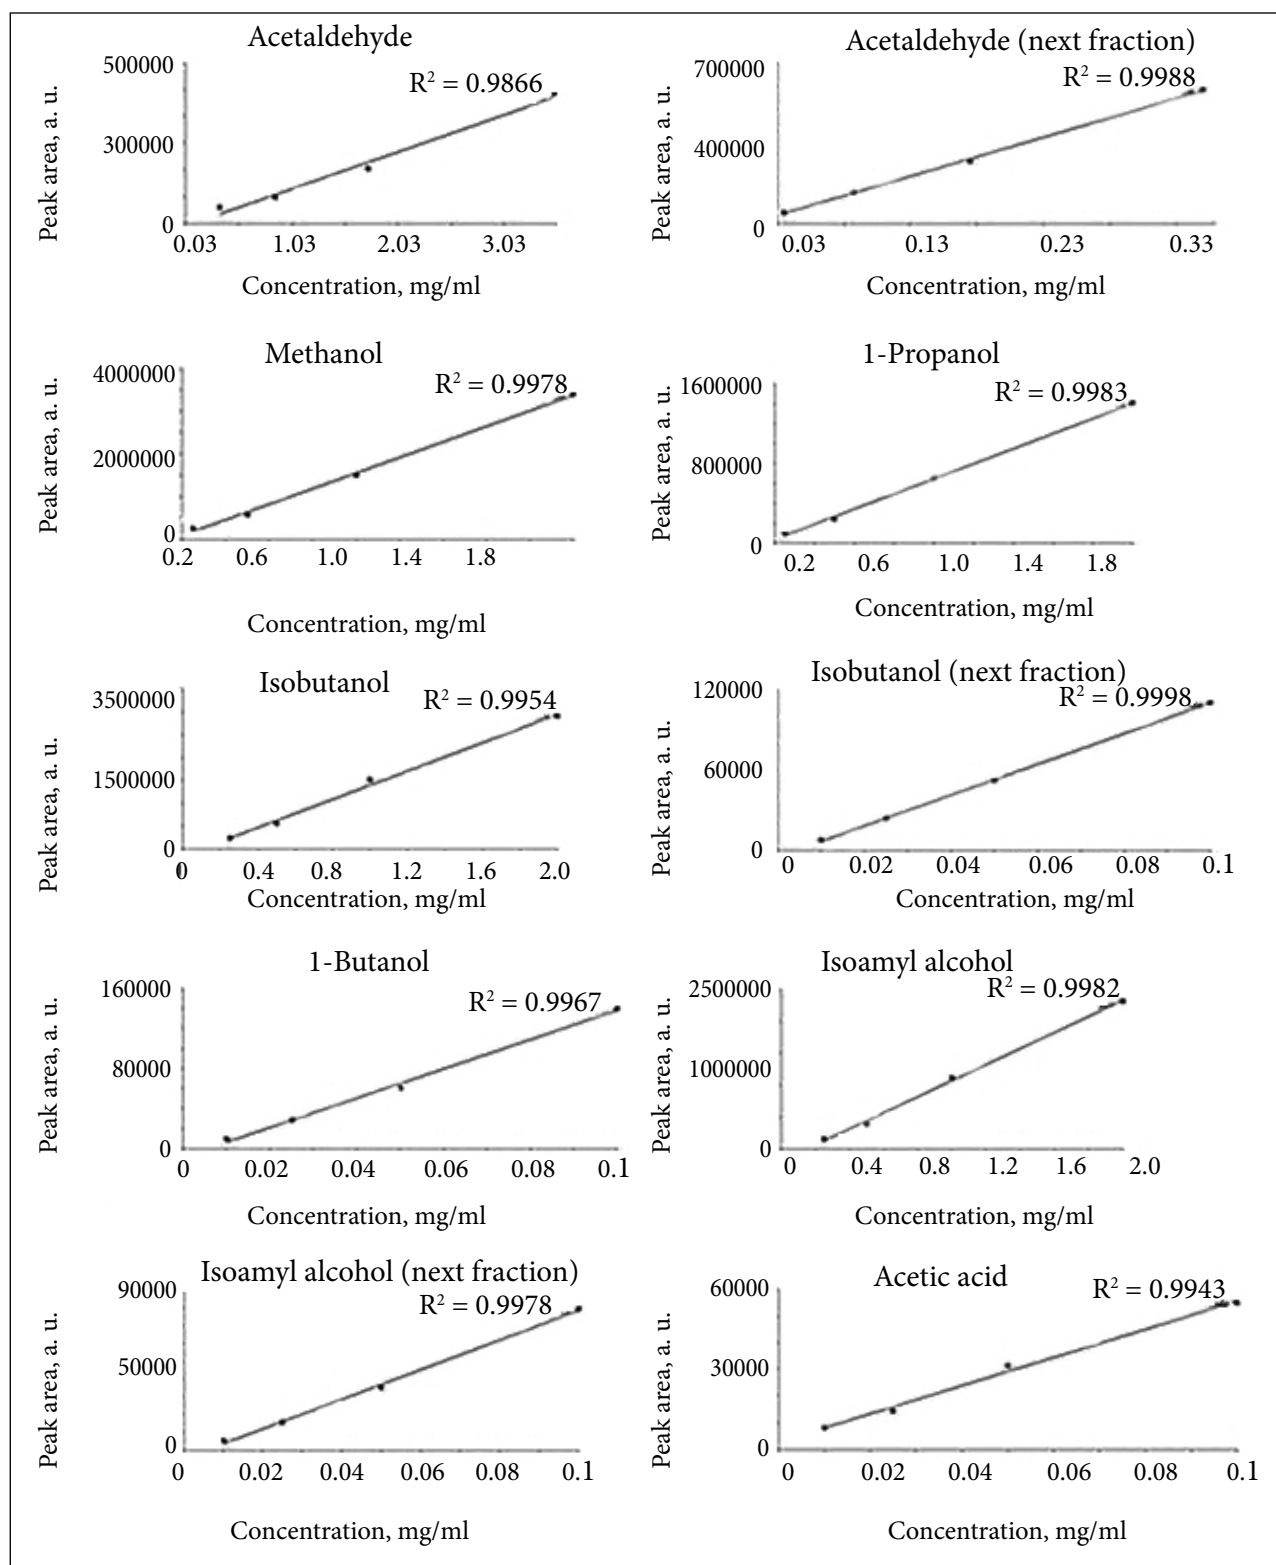 Acetaldehyde
R² = 0.9866
Peak area, a. u.
500000
300000
0
0.03 1.03 2.03 3.03
Concentration, mg/ml
Acetaldehyde (next fraction)
R² = 0.9988
Peak area, a. u.
700000
400000
0
0.03 0.13 0.23 0.33
Concentration, mg/ml
Methanol
R² = 0.9978
Peak area, a. u.
4000000
2000000
0
0.2 0.6 1.0 1.4 1.8
Concentration, mg/ml
1-Propanol
R² = 0.9983
Peak area, a. u.
1600000
800000
0
0.2 0.6 1.0 1.4 1.8
Concentration, mg/ml
Isobutanol
R² = 0.9954
Peak area, a. u.
3500000
1500000
0
0 0.4 0.8 1.2 1.6 2.0
Concentration, mg/ml
Isobutanol (next fraction)
R² = 0.9998
Peak area, a. u.
120000
60000
0
0 0.02 0.04 0.06 0.08 0.1
Concentration, mg/ml
1-Butanol
R² = 0.9967
Peak area, a. u.
160000
80000
0
0 0.02 0.04 0.06 0.08 0.1
Concentration, mg/ml
Isoamyl alcohol
R² = 0.9982
Peak area, a. u.
2500000
1000000
0
0 0.4 0.8 1.2 1.6 2.0
Concentration, mg/ml
Isoamyl alcohol (next fraction)
R² = 0.9978
Peak area, a. u.
90000
50000
0
0 0.02 0.04 0.06 0.08 0.1
Concentration, mg/ml
Acetic acid
R² = 0.9943
Peak area, a. u.
60000
30000
0
0 0.02 0.04 0.06 0.08 0.1
Concentration, mg/ml